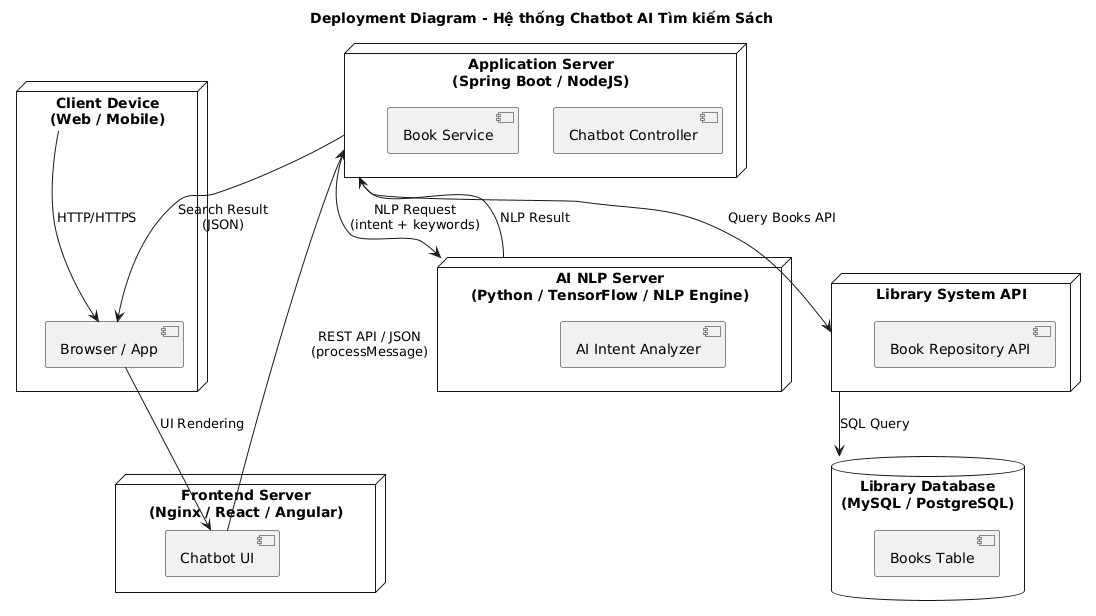 Deployment Diagram - Hệ thống Chatbot AI Tìm kiếm Sách
Application Server
(Spring Boot / NodeJS)
Book Service
Chatbot Controller
Client Device
(Web / Mobile)
HTTP/HTTPS
Search Result
(JSON)
NLP Request
(intent + keywords)
NLP Result
Query Books API
AI NLP Server
(Python / TensorFlow / NLP Engine)
AI Intent Analyzer
Library System API
Book Repository API
Browser / App
REST API / JSON
(processMessage)
UI Rendering
SQL Query
Frontend Server
(Nginx / React / Angular)
Chatbot UI
Library Database
(MySQL / PostgreSQL)
Books Table